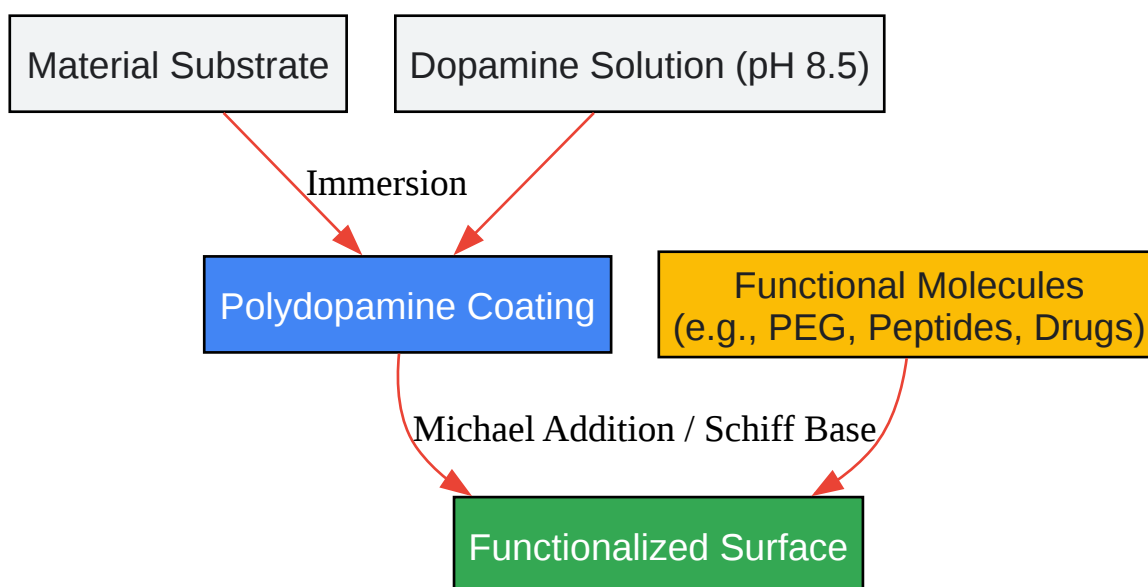 Material Substrate
Dopamine Solution (pH 8.5)
Immersion
Polydopamine Coating
Functional Molecules
(e.g., PEG, Peptides, Drugs)
Michael Addition / Schiff Base
Functionalized Surface